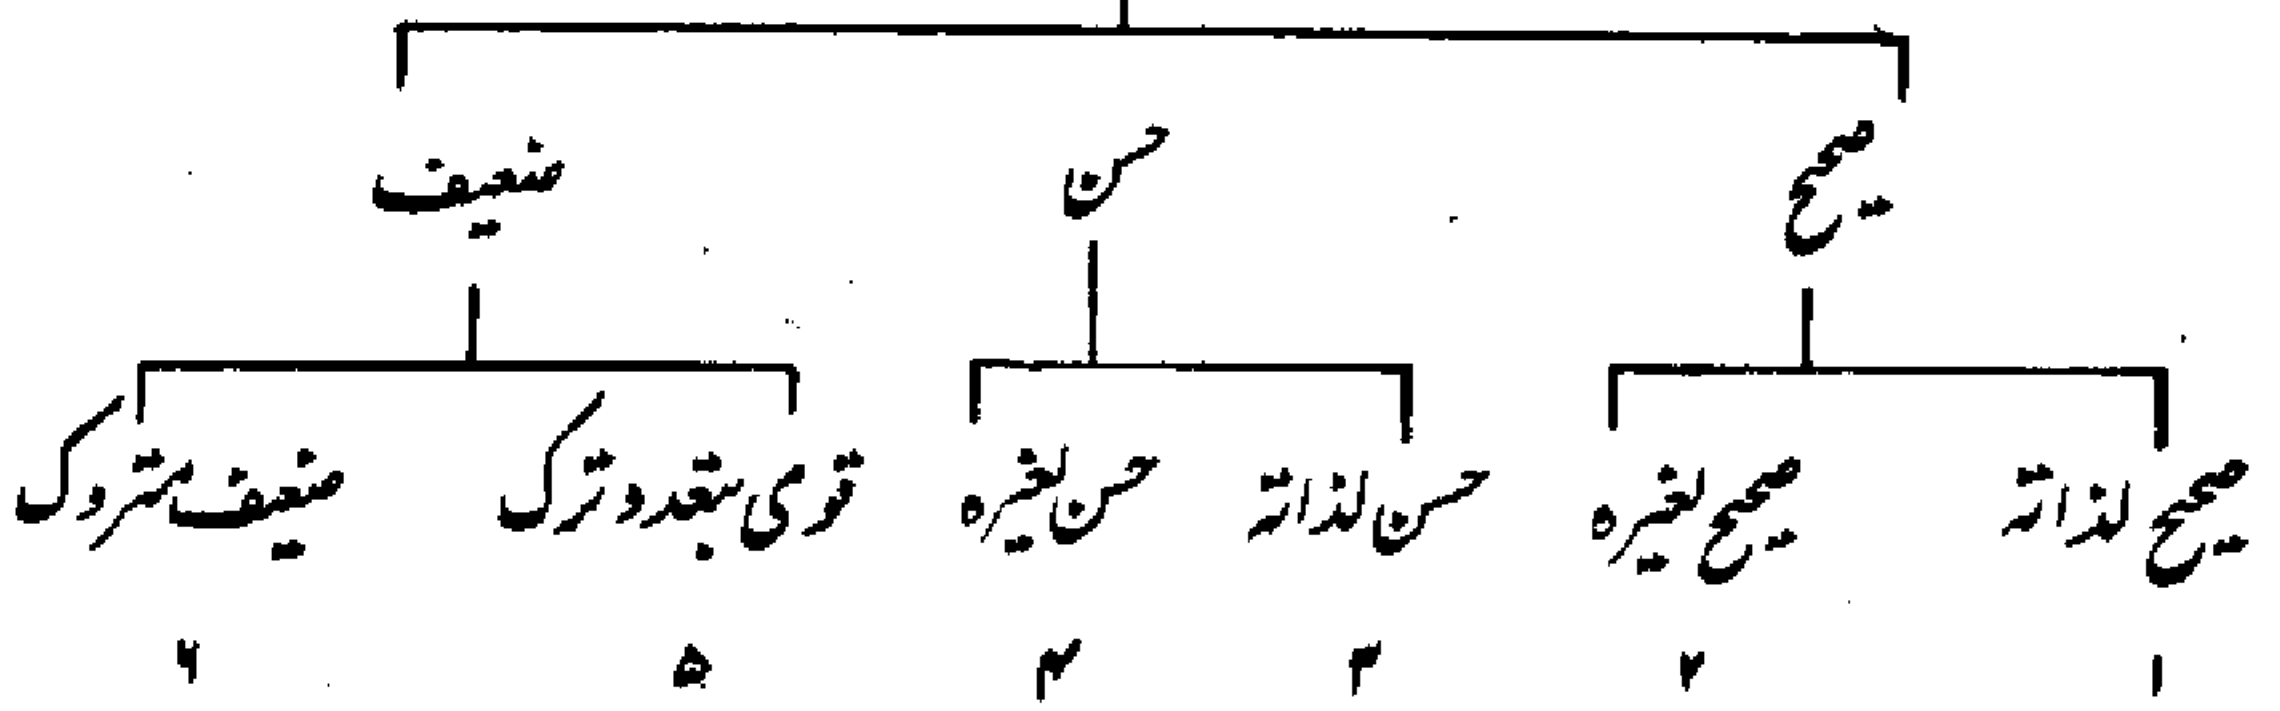 صحیح حسن ضعیف
صحیح لذاتہ صحیح لغیرہ حسن لذاتہ حسن لغیرہ قوی بتعدد ترک ضعیف متروک
۱ ۲ ۳ ۴ ۵ ۶